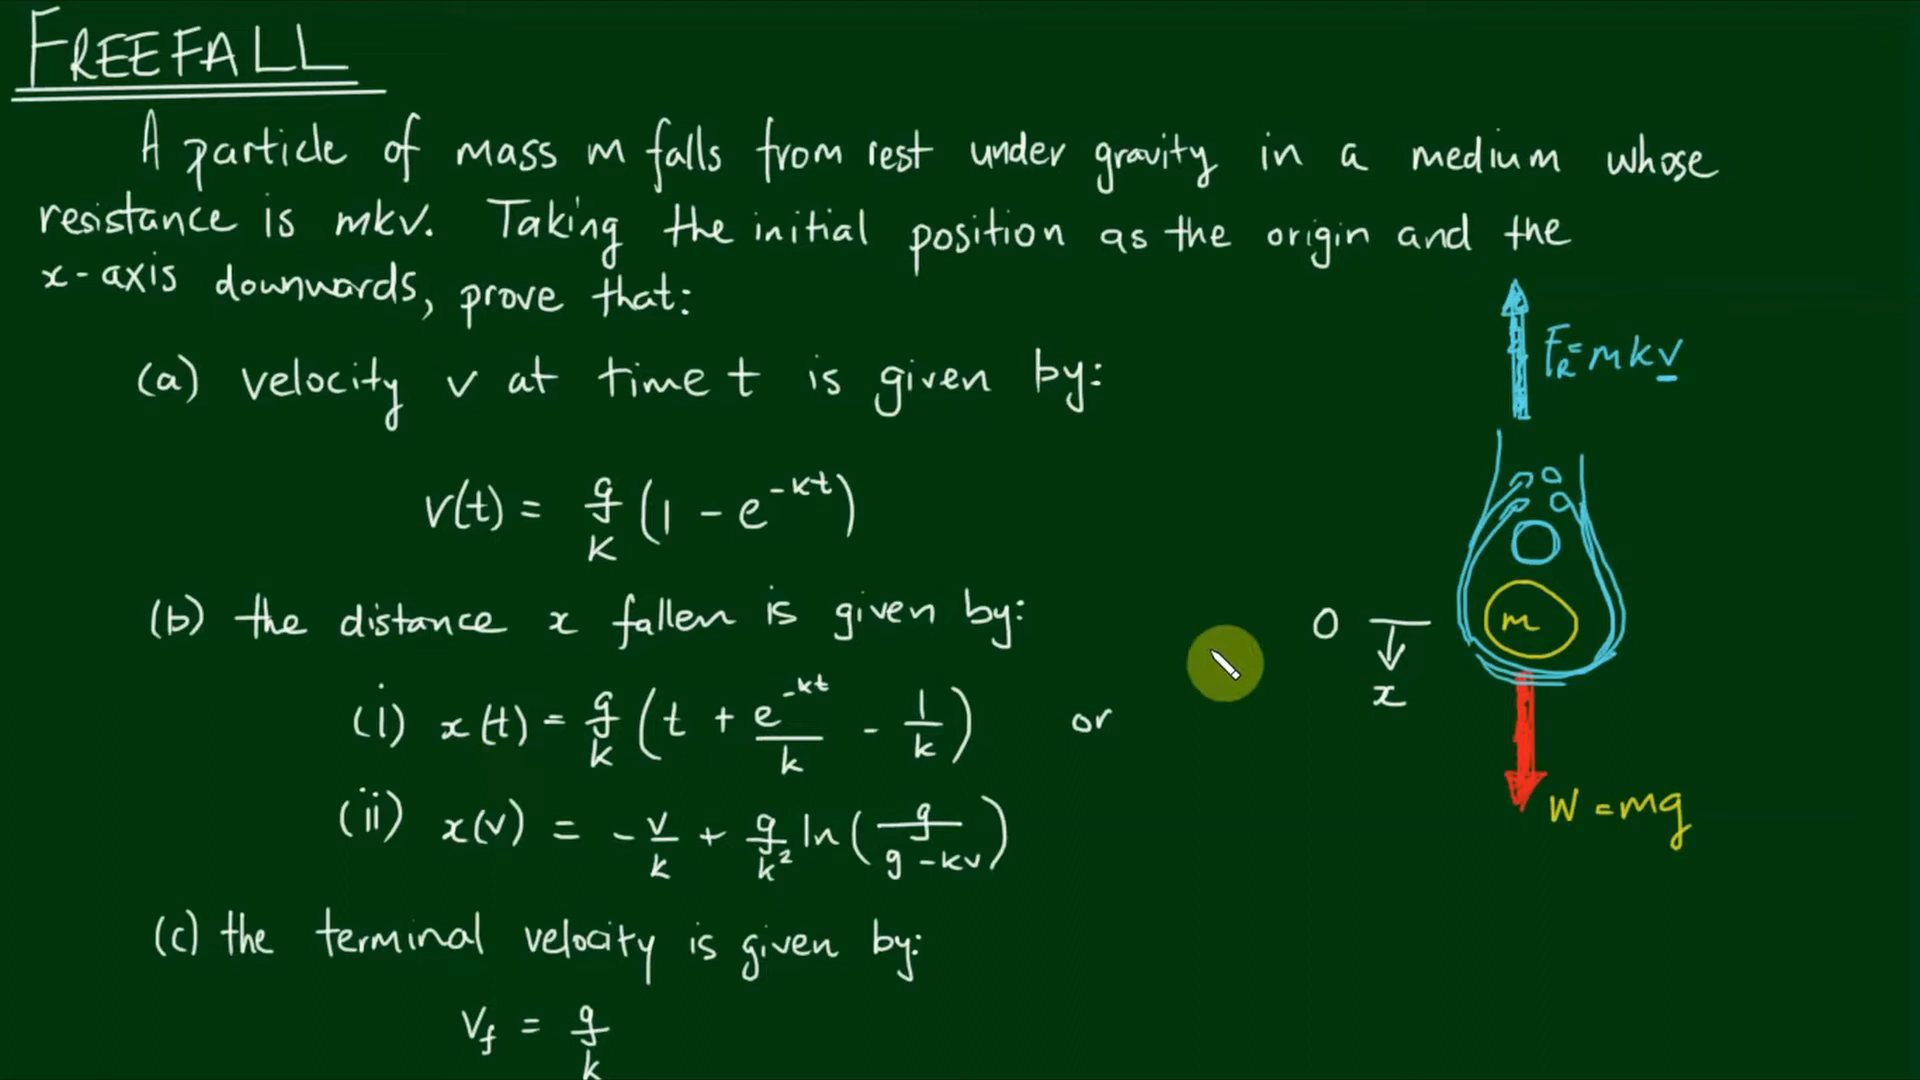 FREEFALL
A particle of mass m falls from rest under gravity in a medium whose
resistance is mkv. Taking the initial position as the origin and the
x-axis downwards, prove that:
(a) velocity v at time t is given by:
v(t) = g/k (1 - e^-kt)
(b) the distance x fallen is given by:
(i) x(t) = g/k (t + e^-kt/k - 1/k) or
(ii) x(v) = -v/k + g/k² ln(g/(g-kv))
(c) the terminal velocity is given by:
Vf = g/k
F_R = mkv
m
O
x
W = mg